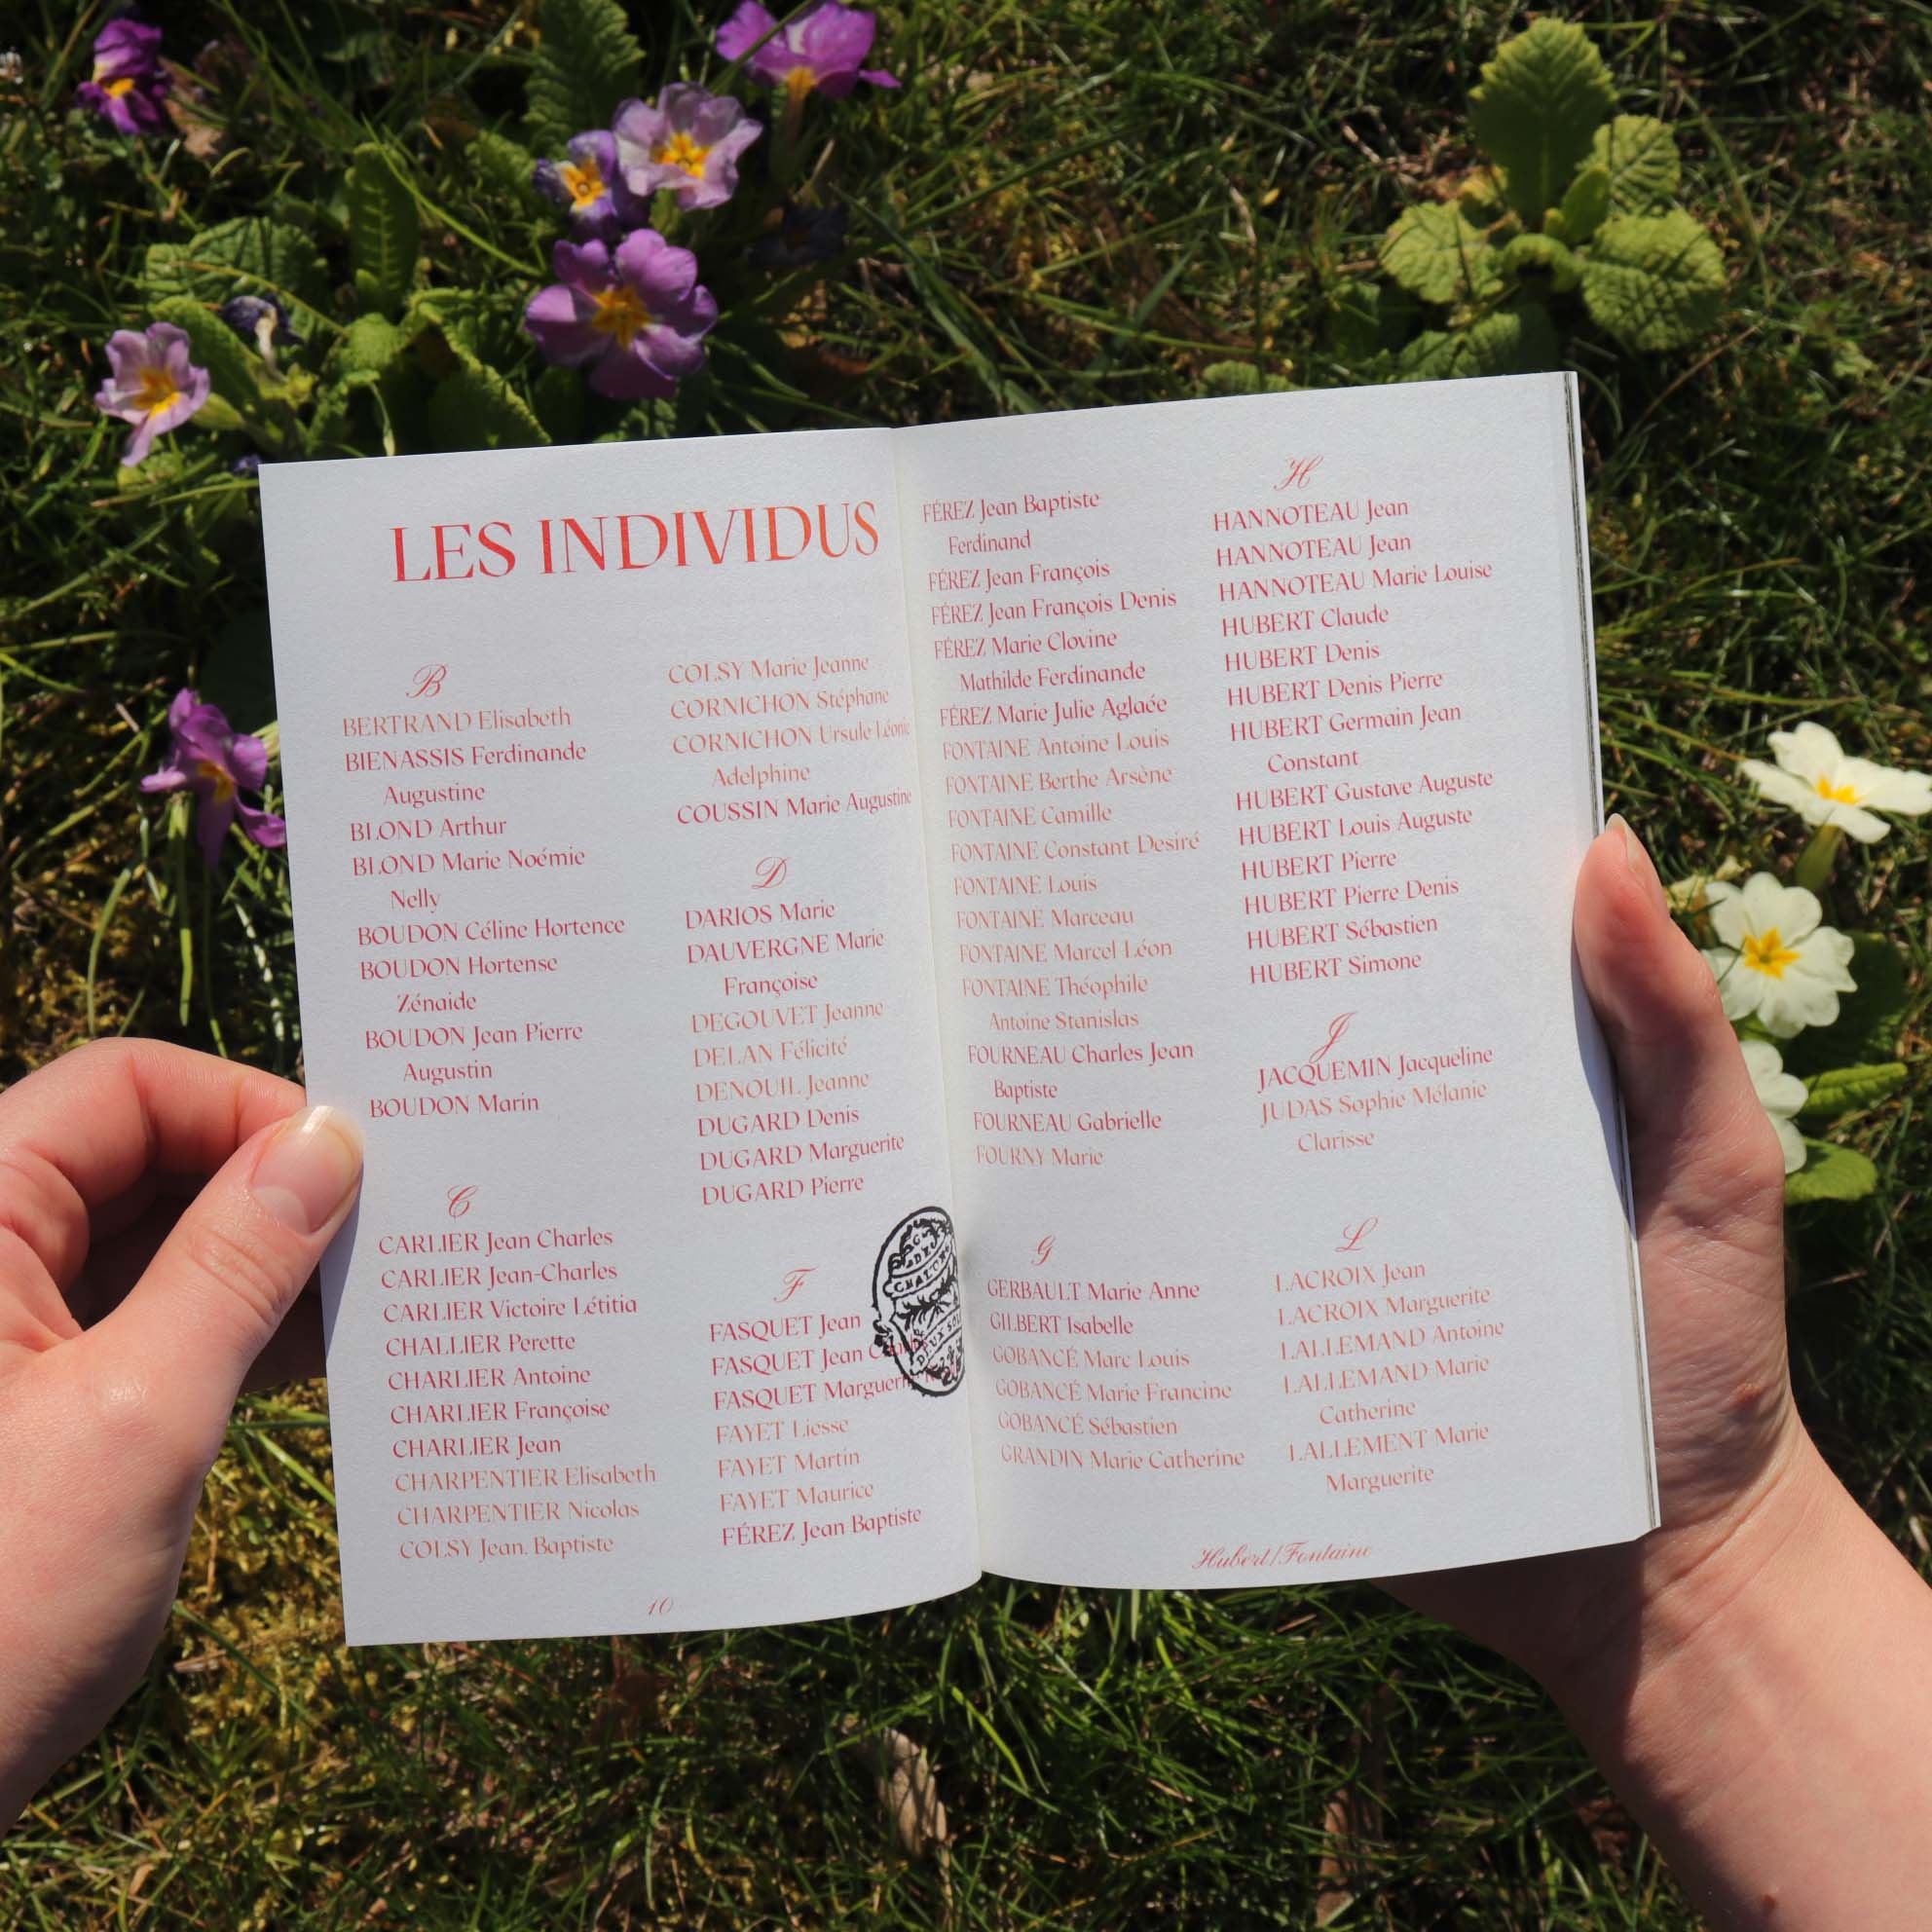 LES INDIVIDUS
B
BERTRAND Elisabeth
BIENASSIS Ferdinande
Augustine
BLOND Arthur
BLOND Marie Noémie
Nelly
BOUDON Céline Hortence
BOUDON Hortense
Zénaide
BOUDON Jean Pierre
Augustin
BOUDON Marin
C
CARLIER Jean Charles
CARLIER Jean-Charles
CARLIER Victoire Létitia
CHALLIER Perette
CHARLIER Antoine
CHARLIER Françoise
CHARLIER Jean
CHARPENTIER Elisabeth
CHARPENTIER Nicolas
COLSY Jean. Baptiste
COLSY Marie Jeanne
CORNICHON Stéphane
CORNICHON Ursule Léonie
Adelphine
COUSSIN Marie Augustine
D
DARIOS Marie
DAUVERGNE Marie
Françoise
DEGOUVET Jeanne
DELAN Félicité
DENOUIL Jeanne
DUGARD Denis
DUGARD Marguerite
DUGARD Pierre
F
FASQUET Jean
FASQUET Jean
FASQUET
FAYET Liesse
FAYET Martin
FAYET Maurice
FÉREZ Jean Baptiste
DE
CHALONS
DEUX SOLS
10
FÉREZ Jean Baptiste
Ferdinand
FÉREZ Jean François
FÉREZ Jean François Denis
FÉREZ Marie Clovine
Mathilde Ferdinande
FÉREZ Marie Julie Aglaée
FONTAINE Antoine Louis
FONTAINE Berthe Arsène
FONTAINE Camille
FONTAINE Constant Desiré
FONTAINE Louis
FONTAINE Marceau
FONTAINE Marcel Léon
FONTAINE Théophile
Antoine Stanislas
FOURNEAU Charles Jean
Baptiste
FOURNEAU Gabrielle
FOURNY Marie
G
GERBAULT Marie Anne
GILBERT Isabelle
GOBANCÉ Marc Louis
GOBANCÉ Marie Francine
GOBANCÉ Sébastien
GRANDIN Marie Catherine
H
HANNOTEAU Jean
HANNOTEAU Jean
HANNOTEAU Marie Louise
HUBERT Claude
HUBERT Denis
HUBERT Denis Pierre
HUBERT Germain Jean
Constant
HUBERT Gustave Auguste
HUBERT Louis Auguste
HUBERT Pierre
HUBERT Pierre Denis
HUBERT Sébastien
HUBERT Simone
J
JACQUEMIN Jacqueline
JUDAS Sophie Mélanie
Clarisse
L
LACROIX Jean
LACROIX Marguerite
LALLEMAND Antoine
LALLEMAND Marie
Catherine
LALLEMENT Marie
Marguerite
Hubert/Fontaine